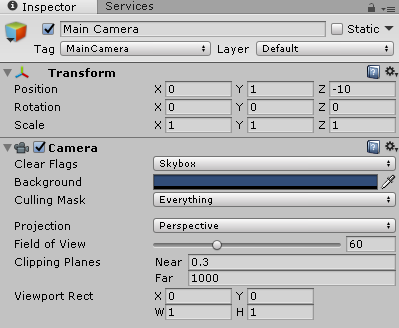 Inspector Services
Main Camera Static
Tag MainCamera Layer Default
Transform
Position X 0 Y 1 Z -10
Rotation X 0 Y 0 Z 0
Scale X 1 Y 1 Z 1
Camera
Clear Flags Skybox
Background
Culling Mask Everything
Projection Perspective
Field of View 60
Clipping Planes Near 0.3
Far 1000
Viewport Rect X 0 Y 0
W 1 H 1